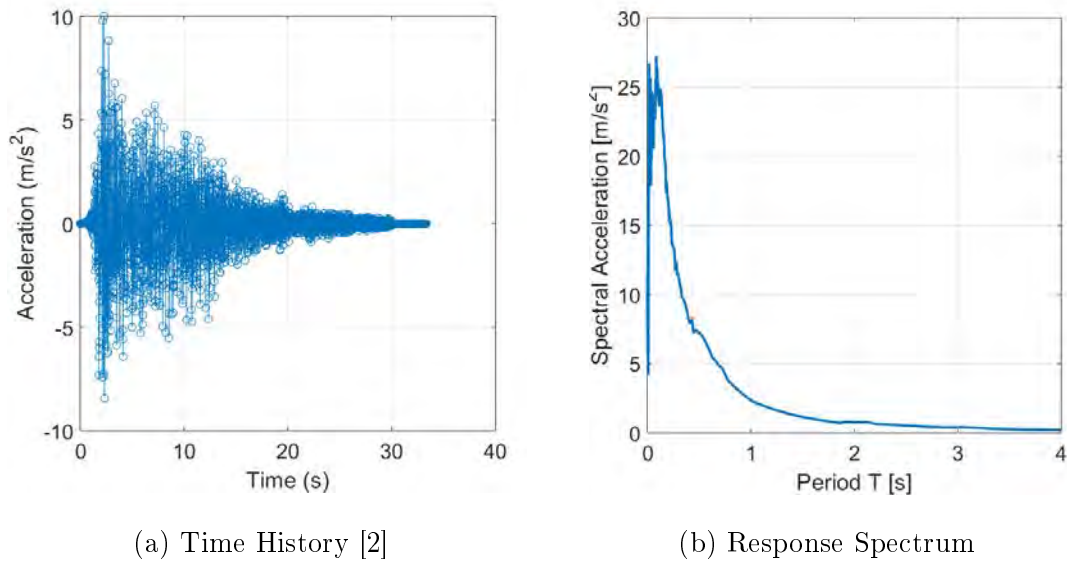 10
5
0
-5
-10
Acceleration (m/s²)
0 10 20 30 40
Time (s)
(a) Time History [2]
30
25
20
15
10
5
0
Spectral Acceleration [m/s²]
0 1 2 3 4
Period T [s]
(b) Response Spectrum